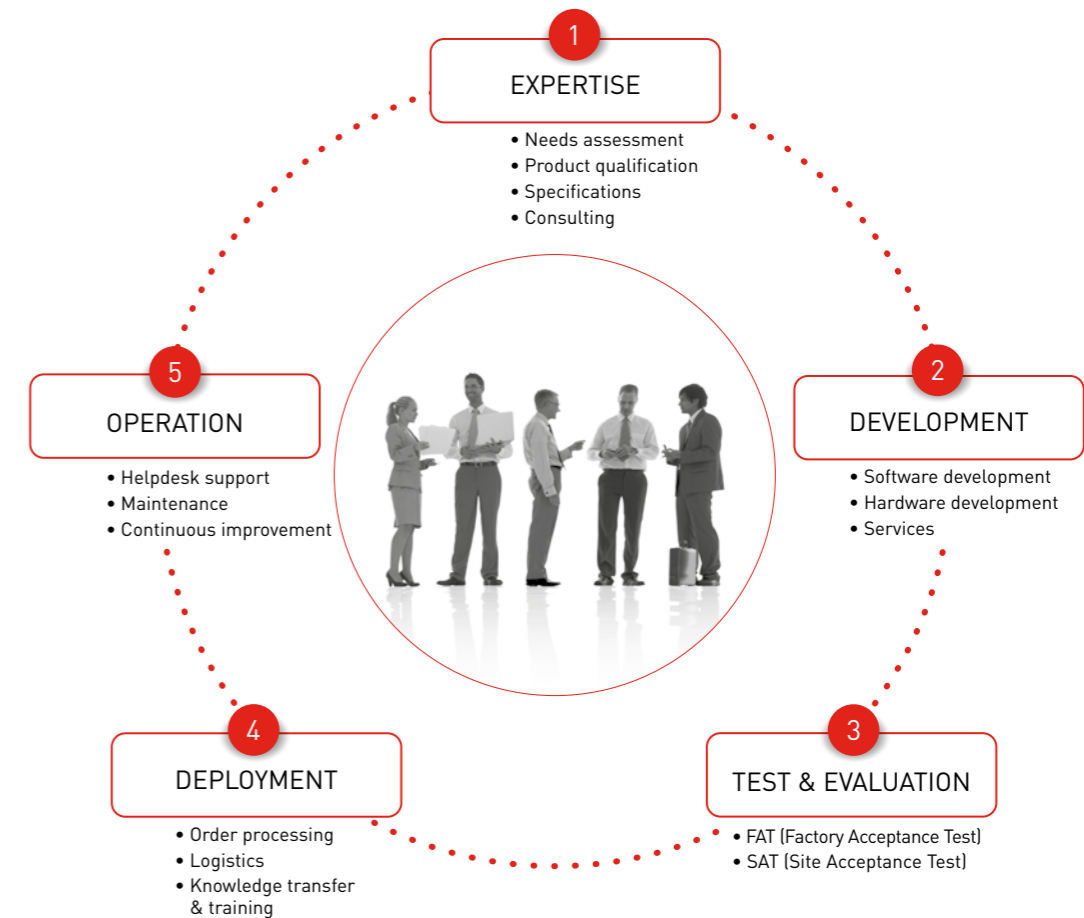 1
EXPERTISE
• Needs assessment
• Product qualification
• Specifications
• Consulting
2
DEVELOPMENT
• Software development
• Hardware development
• Services
3
TEST & EVALUATION
• FAT (Factory Acceptance Test)
• SAT (Site Acceptance Test)
4
DEPLOYMENT
• Order processing
• Logistics
• Knowledge transfer
& training
5
OPERATION
• Helpdesk support
• Maintenance
• Continuous improvement